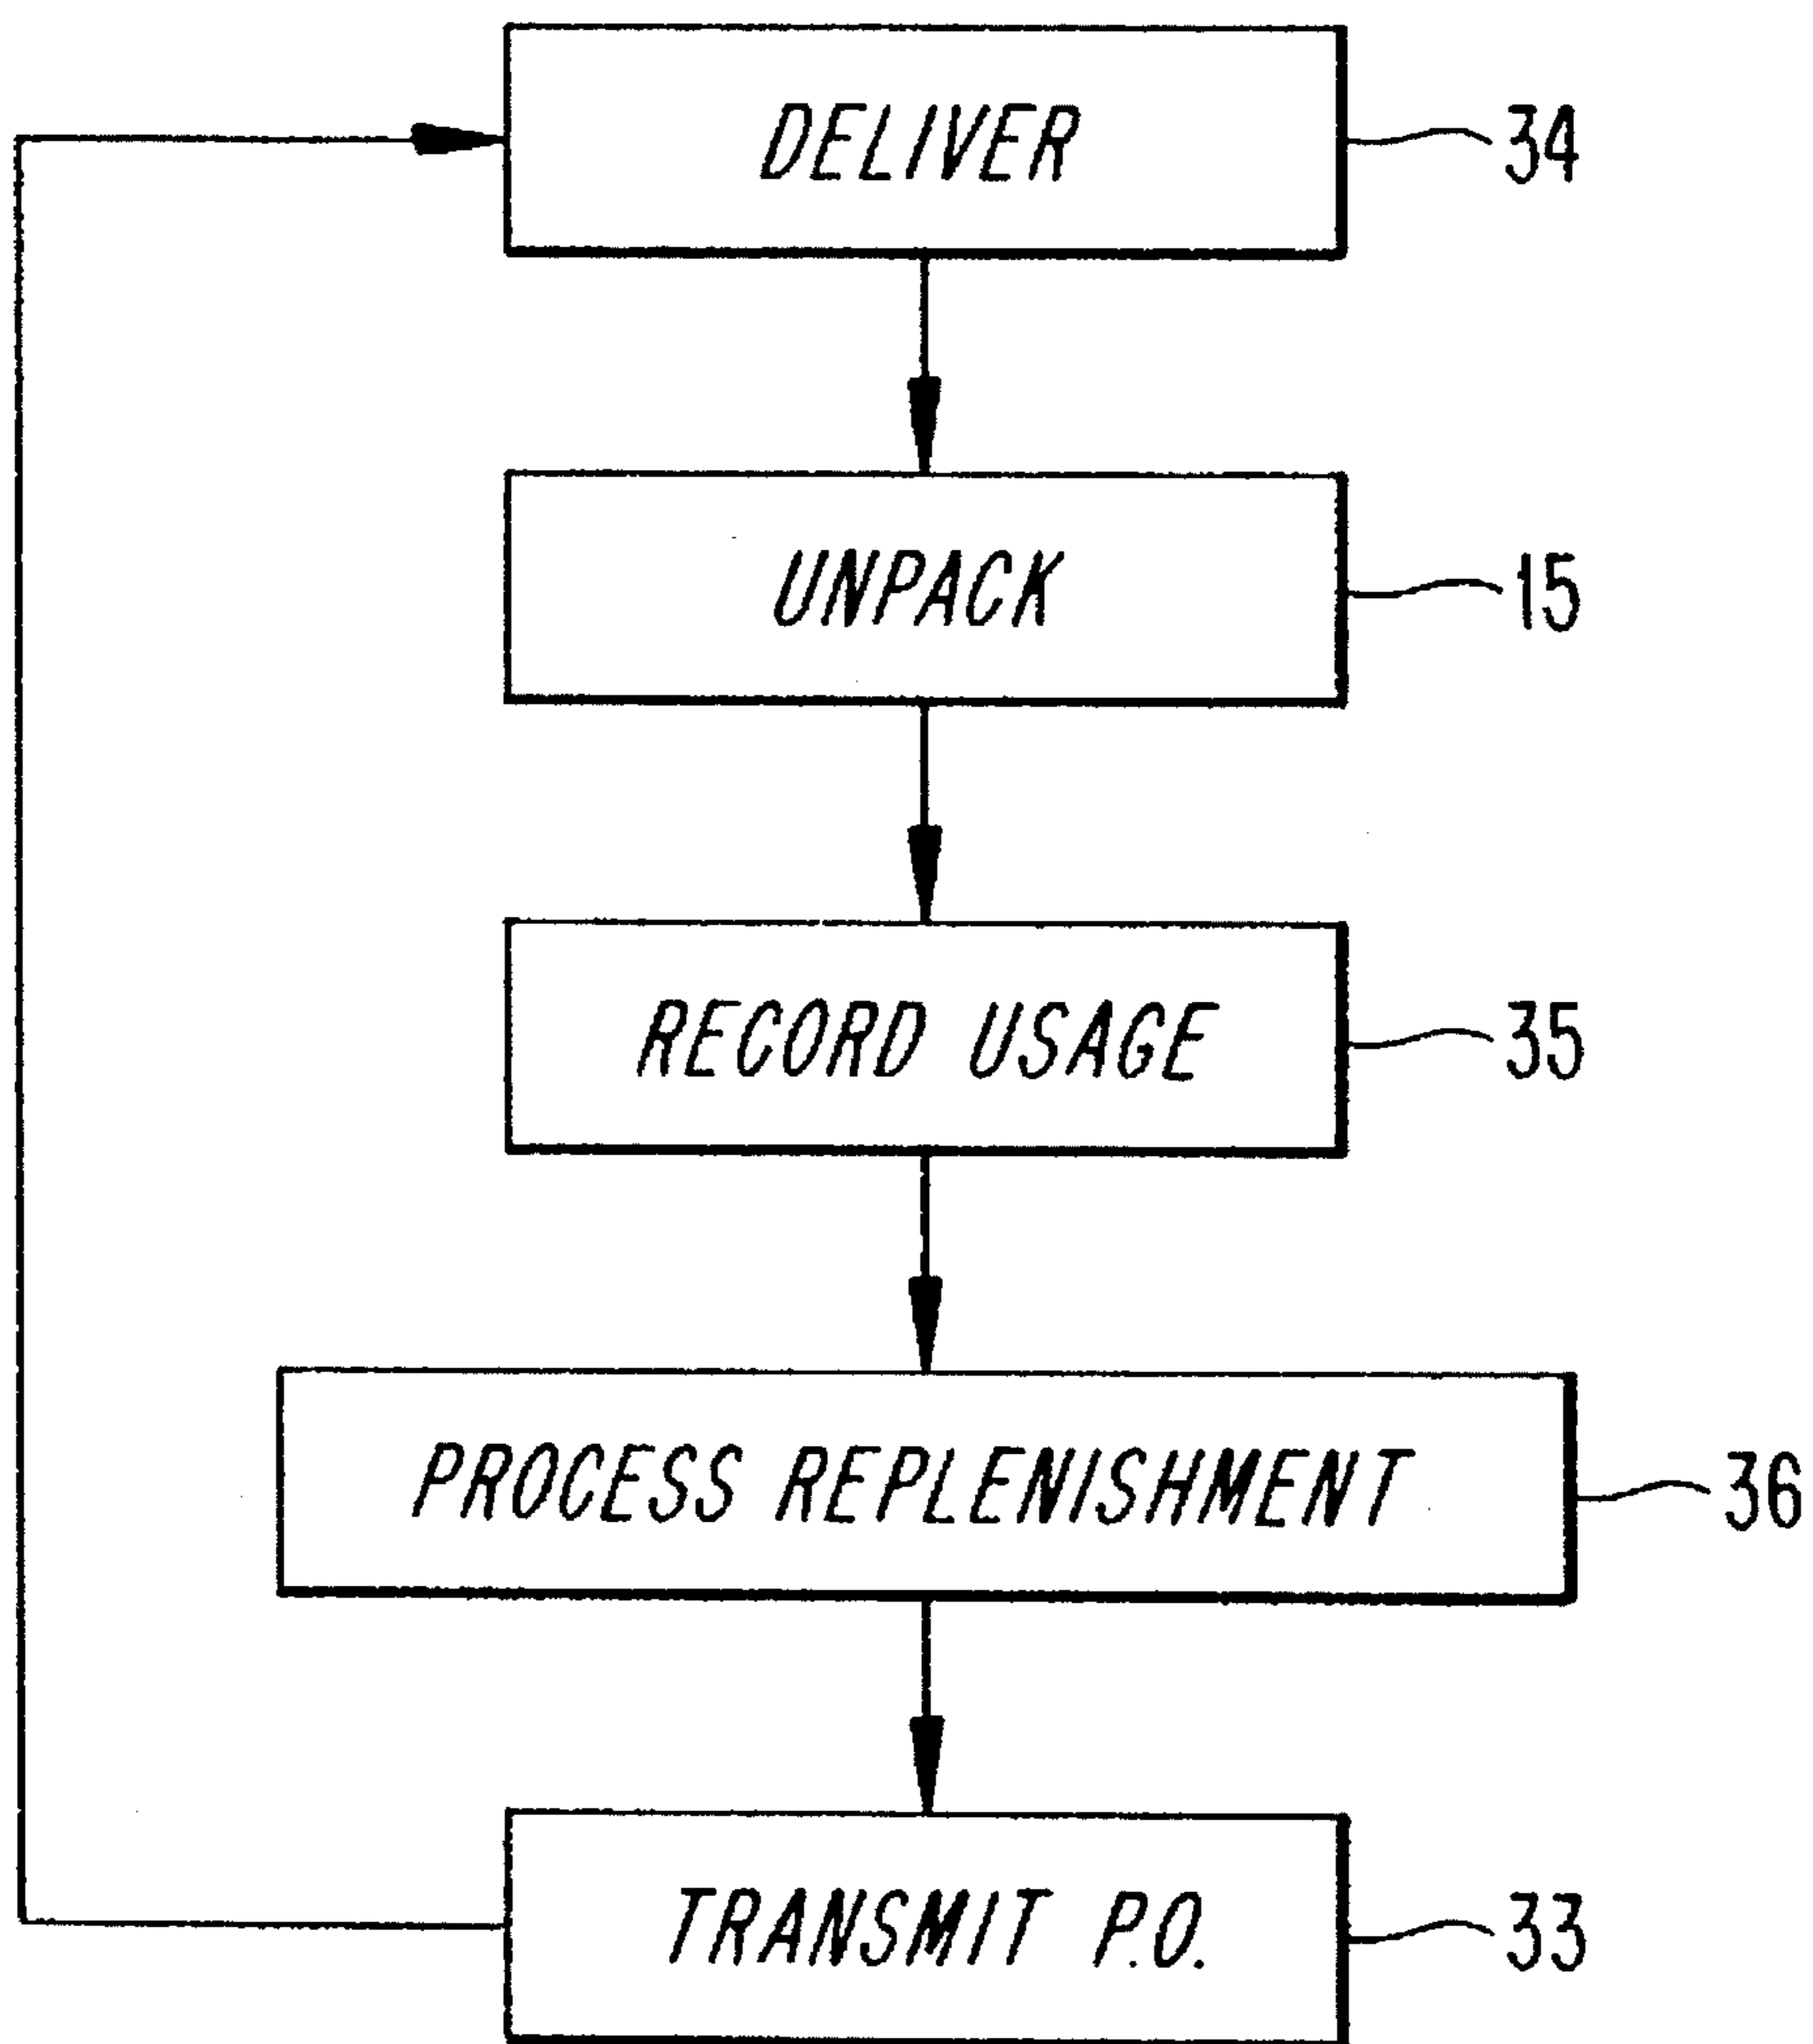 DELIVER 34
UNPACK 15
RECORD USAGE 35
PROCESS REPLENISHMENT 36
TRANSMIT P.O. 33